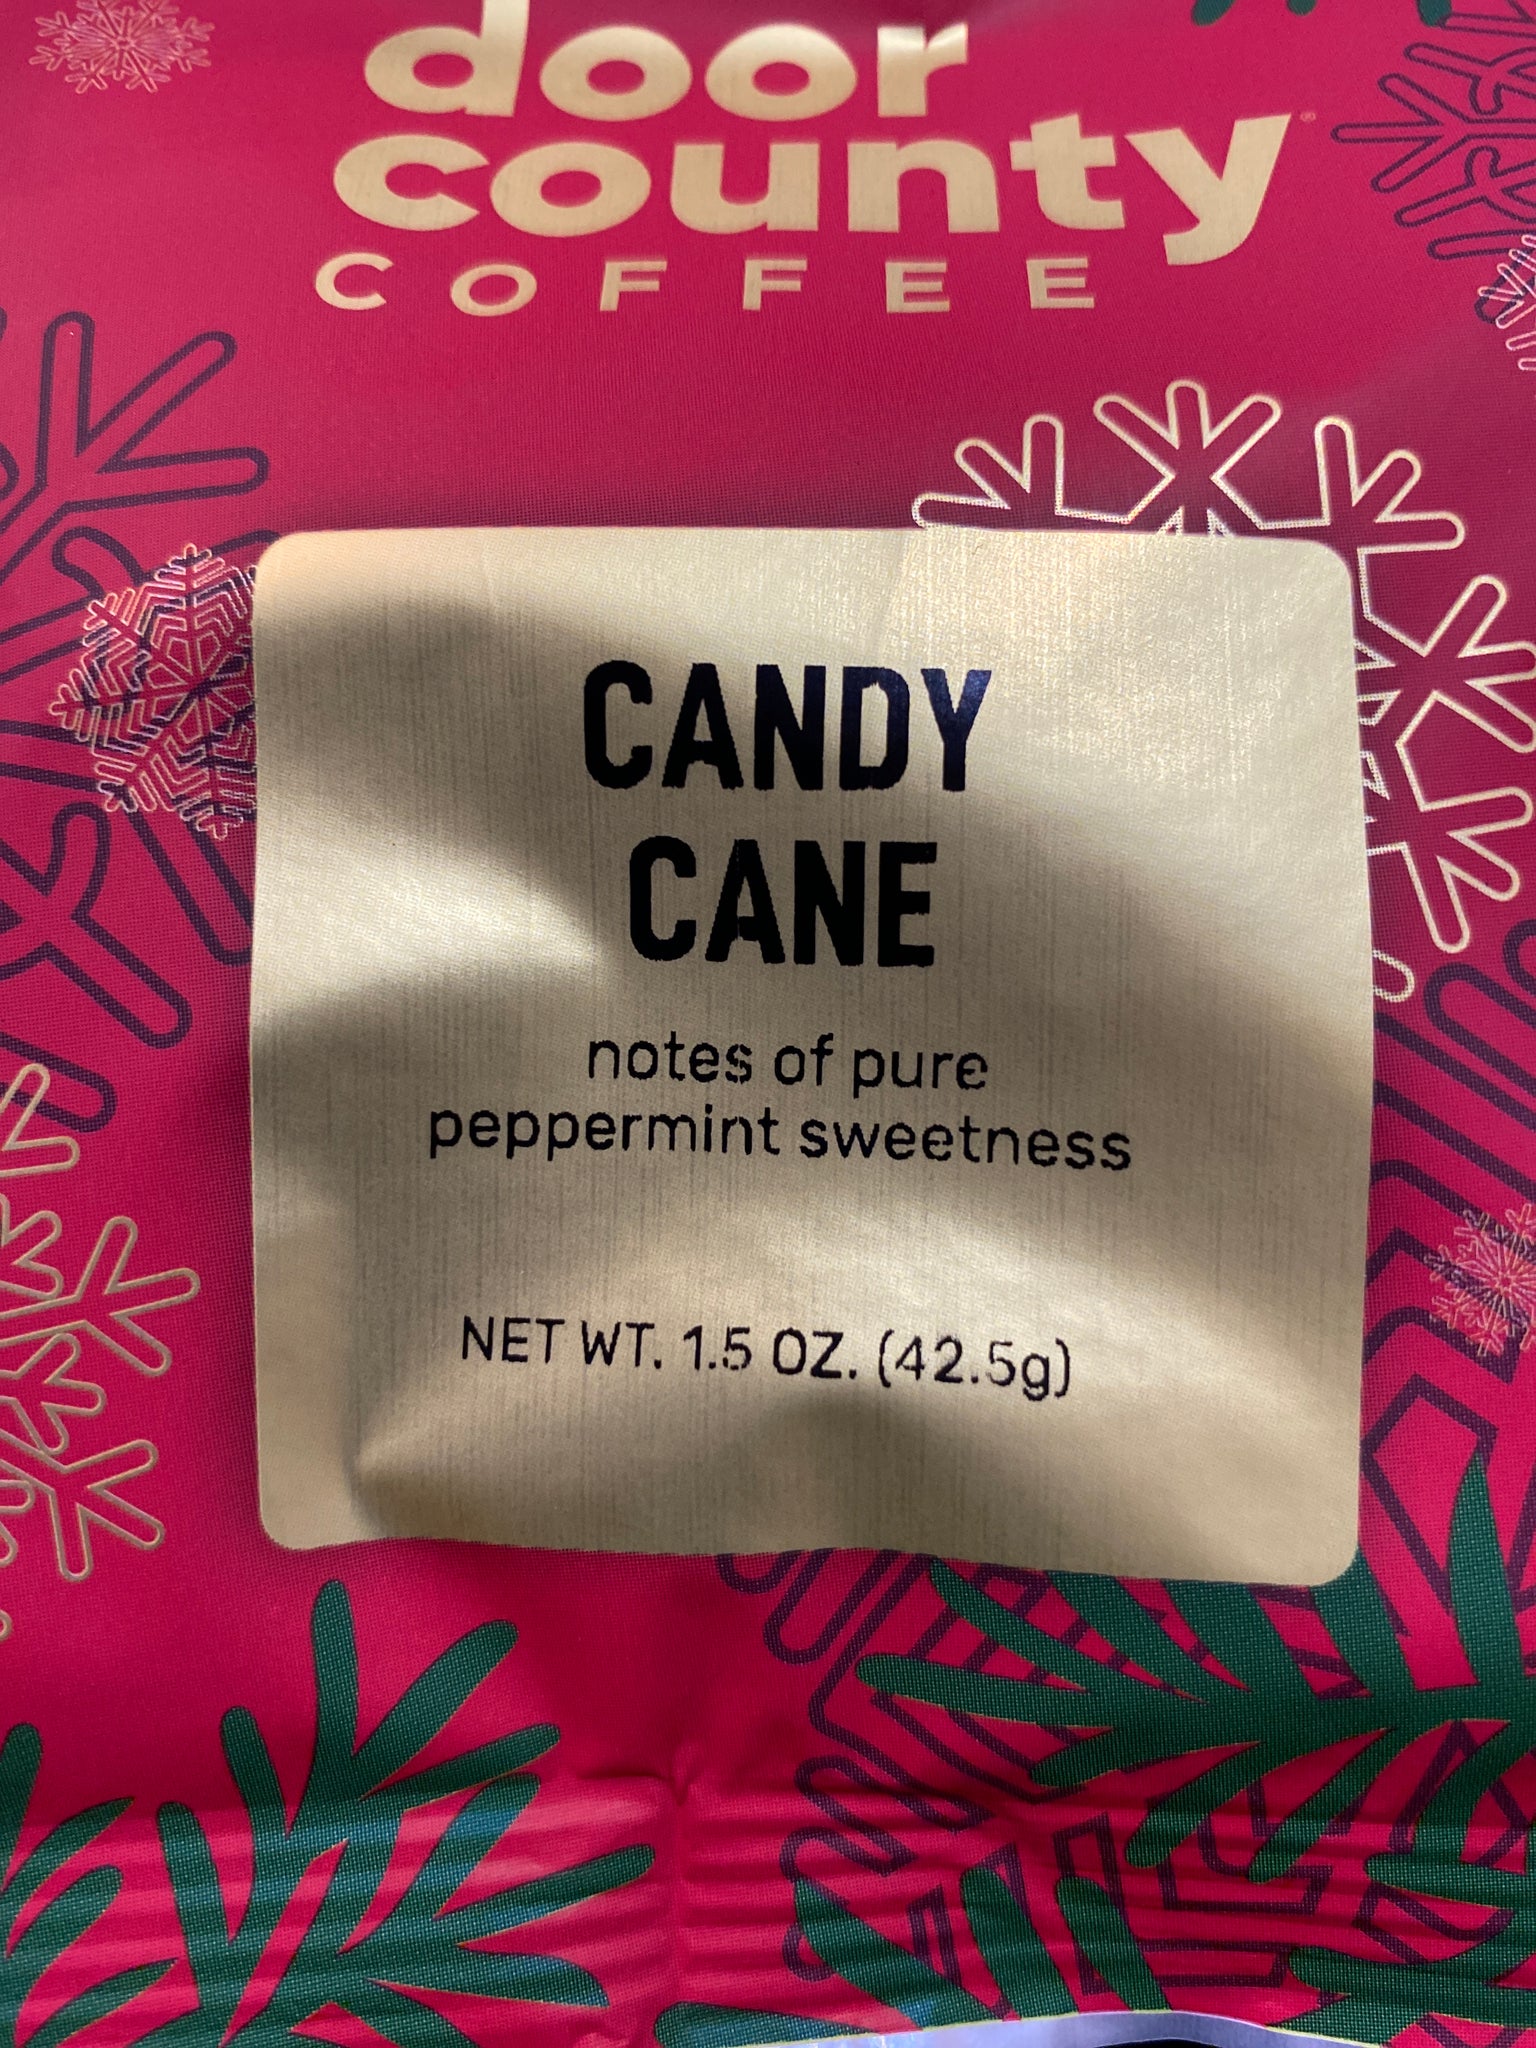 door
county
COFFEE
CANDY
CANE
notes of pure
peppermint sweetness
NET WT. 1.5 OZ. (42.5g)